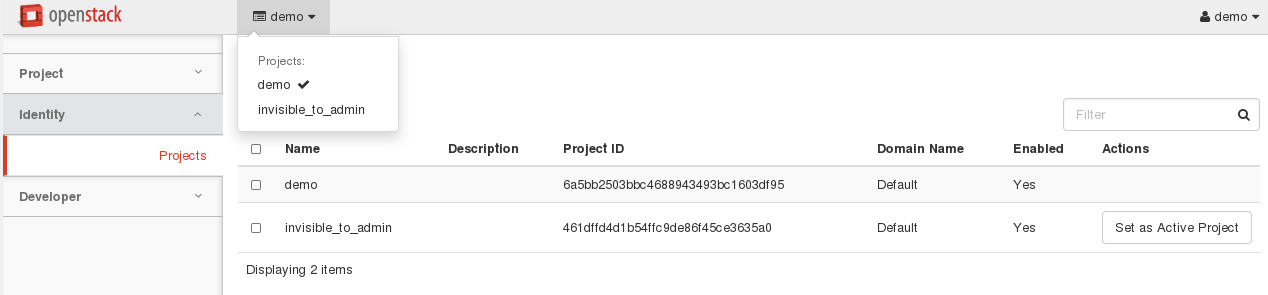 openstack demo demo
Projects:
demo
invisible_to_admin
Project
Identity
Projects
Developer
Filter
Name Description Project ID Domain Name Enabled Actions
demo 6a5bb2503bbc4688943493bc1603df95 Default Yes
invisible_to_admin 461dffd4d1b54ffc9de86f45ce3635a0 Default Yes Set as Active Project
Displaying 2 items